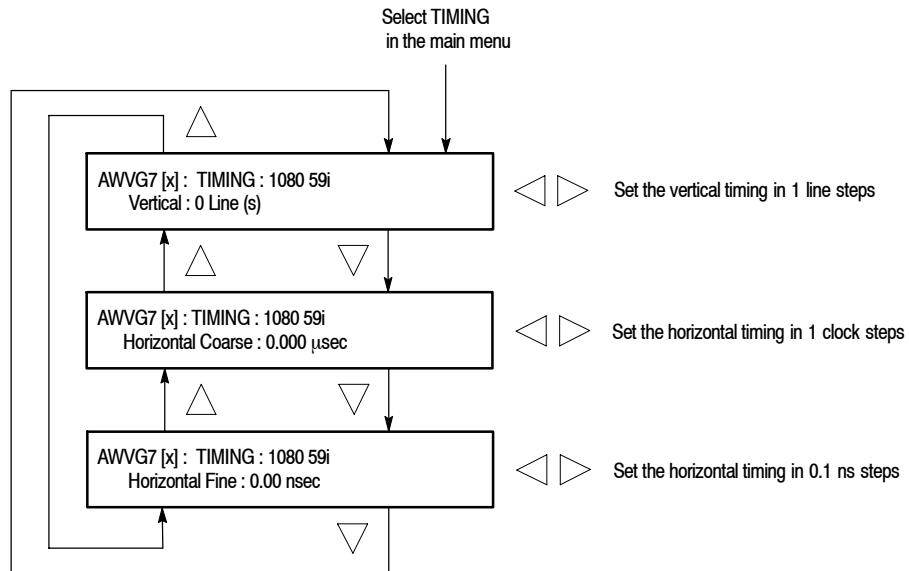 Select TIMING
in the main menu
AWVG7 [x] : TIMING : 1080 59i
Vertical : 0 Line (s)
Set the vertical timing in 1 line steps
AWVG7 [x] : TIMING : 1080 59i
Horizontal Coarse : 0.000 μsec
Set the horizontal timing in 1 clock steps
AWVG7 [x] : TIMING : 1080 59i
Horizontal Fine : 0.00 nsec
Set the horizontal timing in 0.1 ns steps